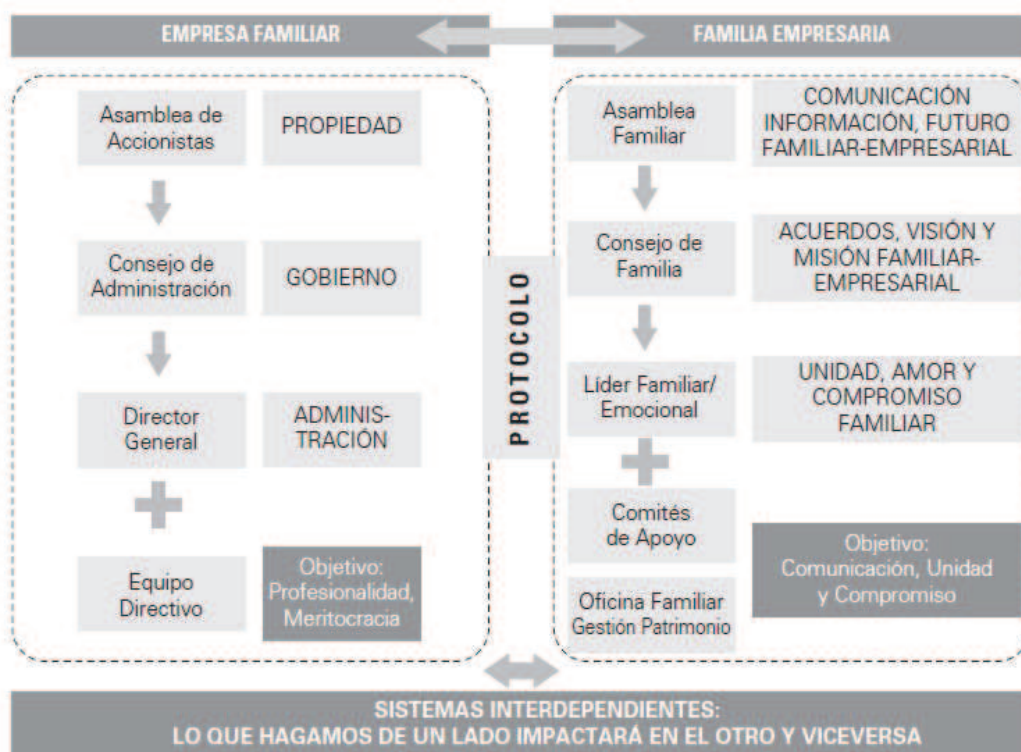 EMPRESA FAMILIAR
FAMILIA EMPRESARIA
Asamblea de
Accionistas
PROPIEDAD
Consejo de
Administración
GOBIERNO
Director
General
ADMINIS-
TRACIÓN
Equipo
Directivo
Objetivo:
Profesionalidad,
Meritocracia
PROTOCOLO
Asamblea
Familiar
COMUNICACIÓN
INFORMACIÓN, FUTURO
FAMILIAR-EMPRESARIAL
Consejo de
Familia
ACUERDOS, VISIÓN Y
MISIÓN FAMILIAR-
EMPRESARIAL
Líder Familiar/
Emocional
UNIDAD, AMOR Y
COMPROMISO
FAMILIAR
Comités
de Apoyo
Oficina Familiar
Gestión Patrimonio
Objetivo:
Comunicación, Unidad
y Compromiso
SISTEMAS INTERDEPENDIENTES:
LO QUE HAGAMOS DE UN LADO IMPACTARÁ EN EL OTRO Y VICEVERSA